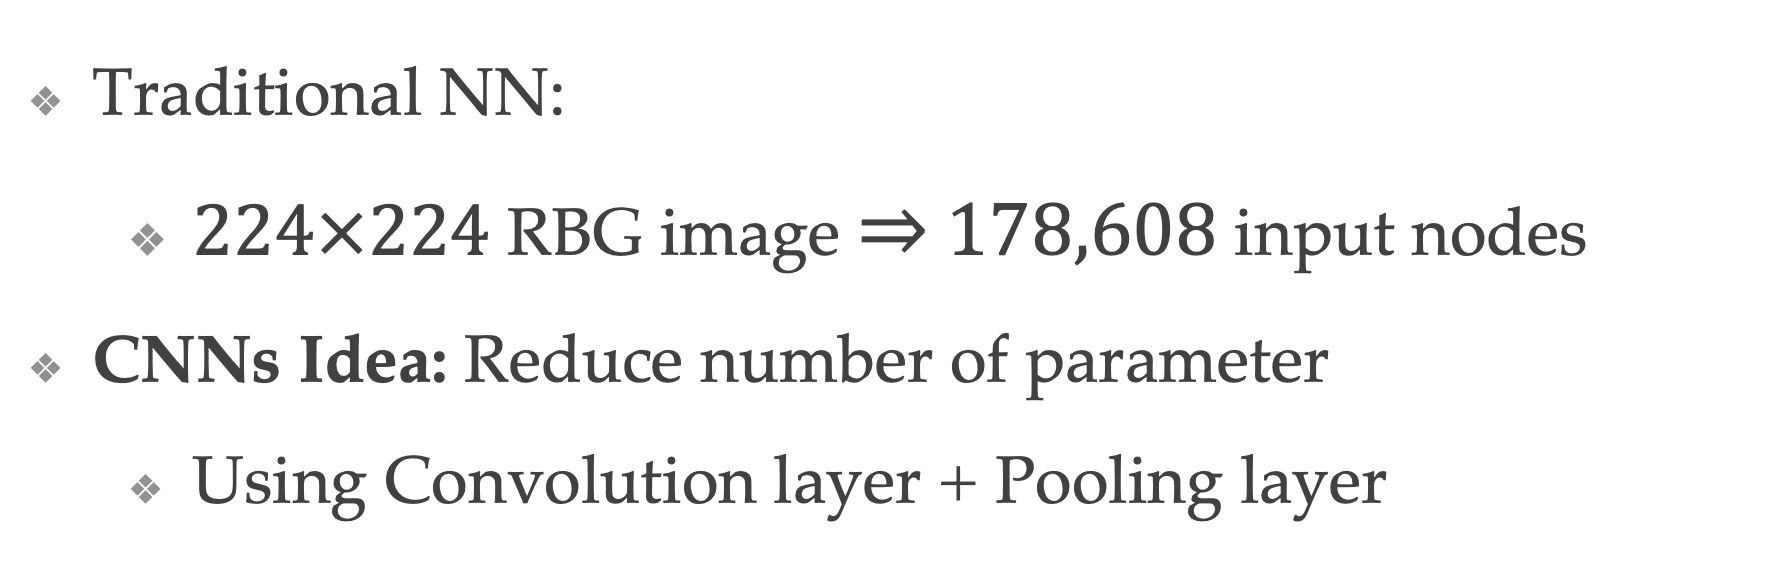 ❖ Traditional NN:
❖ 224×224 RBG image ⇒ 178,608 input nodes
❖ CNNs Idea: Reduce number of parameter
❖ Using Convolution layer + Pooling layer